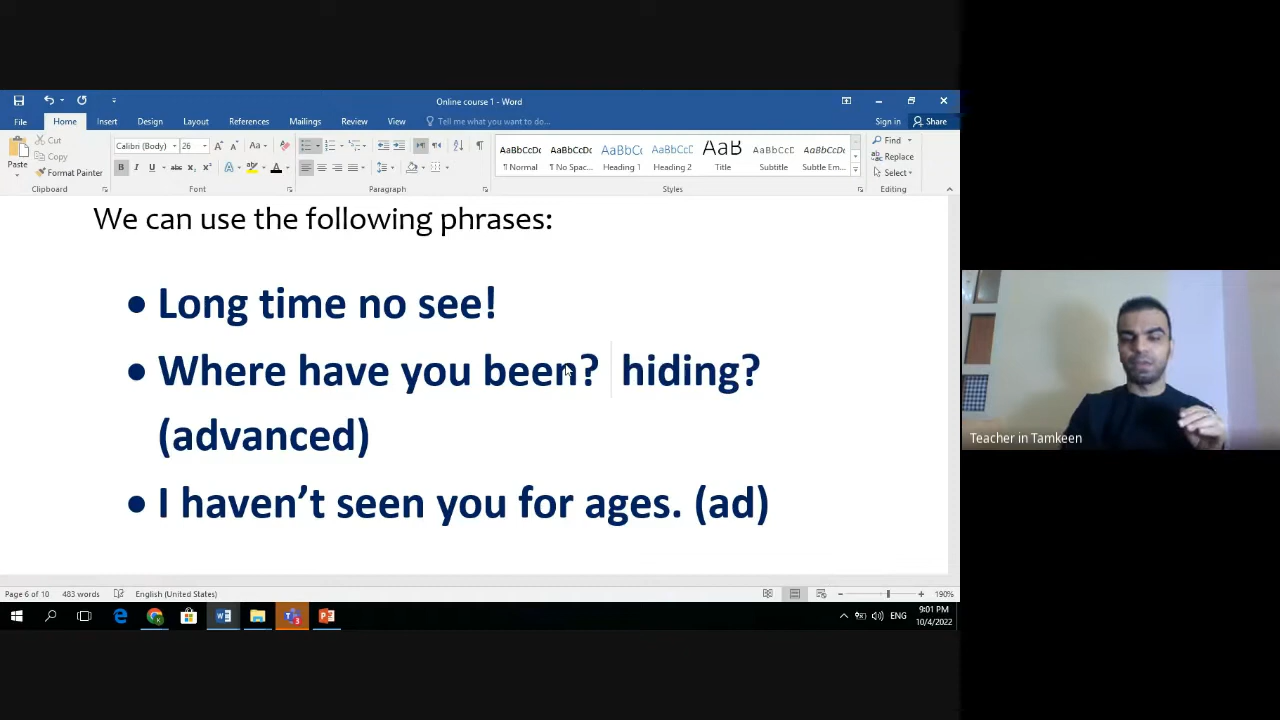 Online course 1 - Word
File Home Insert Design Layout References Mailings Review View Tell me what you want to do... Sign in Share
Paste Cut Copy Format Painter
Calibri (Body) 26
AaBbCcDc AaBbCcDc AaBbCc AaBbCcC AaB AaBbCcC AaBbCcDc
¶ Normal ¶ No Spac... Heading 1 Heading 2 Title Subtitle Subtle Em...
Find Replace Select
Clipboard Font Paragraph Styles Editing
We can use the following phrases:
• Long time no see!
• Where have you been? hiding?
(advanced)
• I haven’t seen you for ages. (ad)
Teacher in Tamkeen
Page 6 of 10 483 words English (United States) 190%
ENG 9:01 PM
10/4/2022